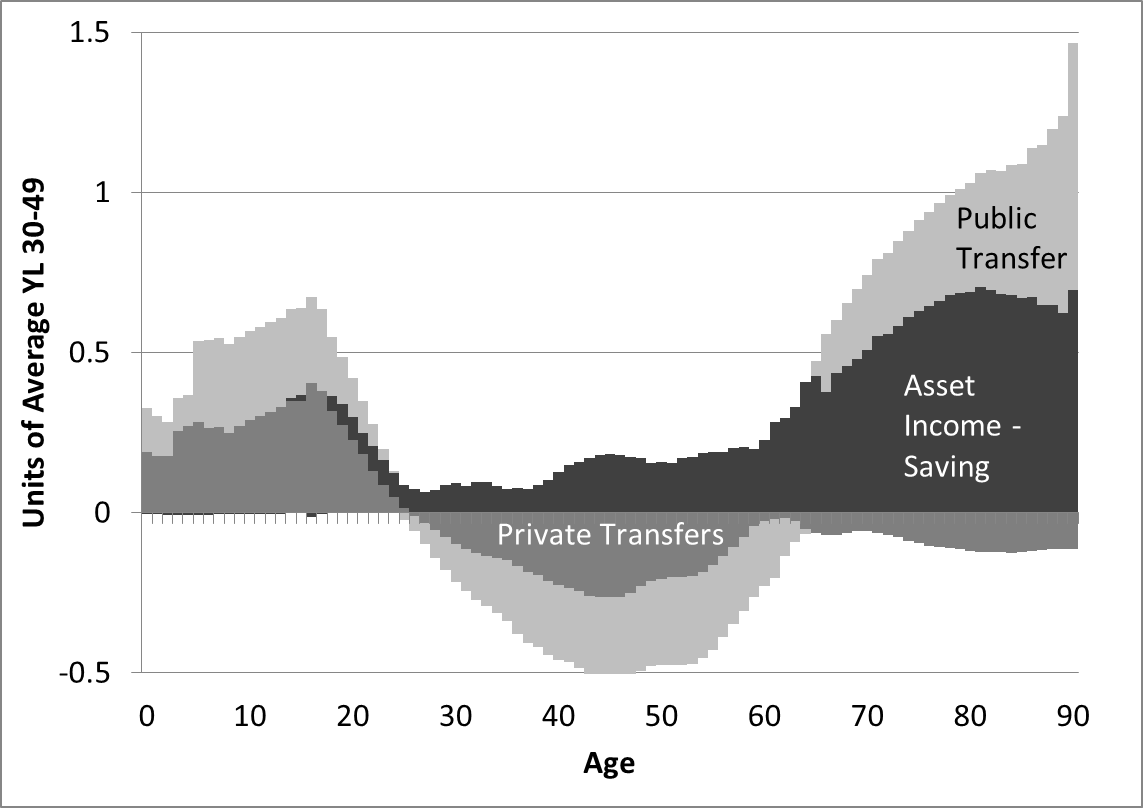 1.5
1
0.5
0
-0.5
Units of Average YL 30-49
Public
Transfer
Asset
Income -
Saving
Private Transfers
0 10 20 30 40 50 60 70 80 90
Age